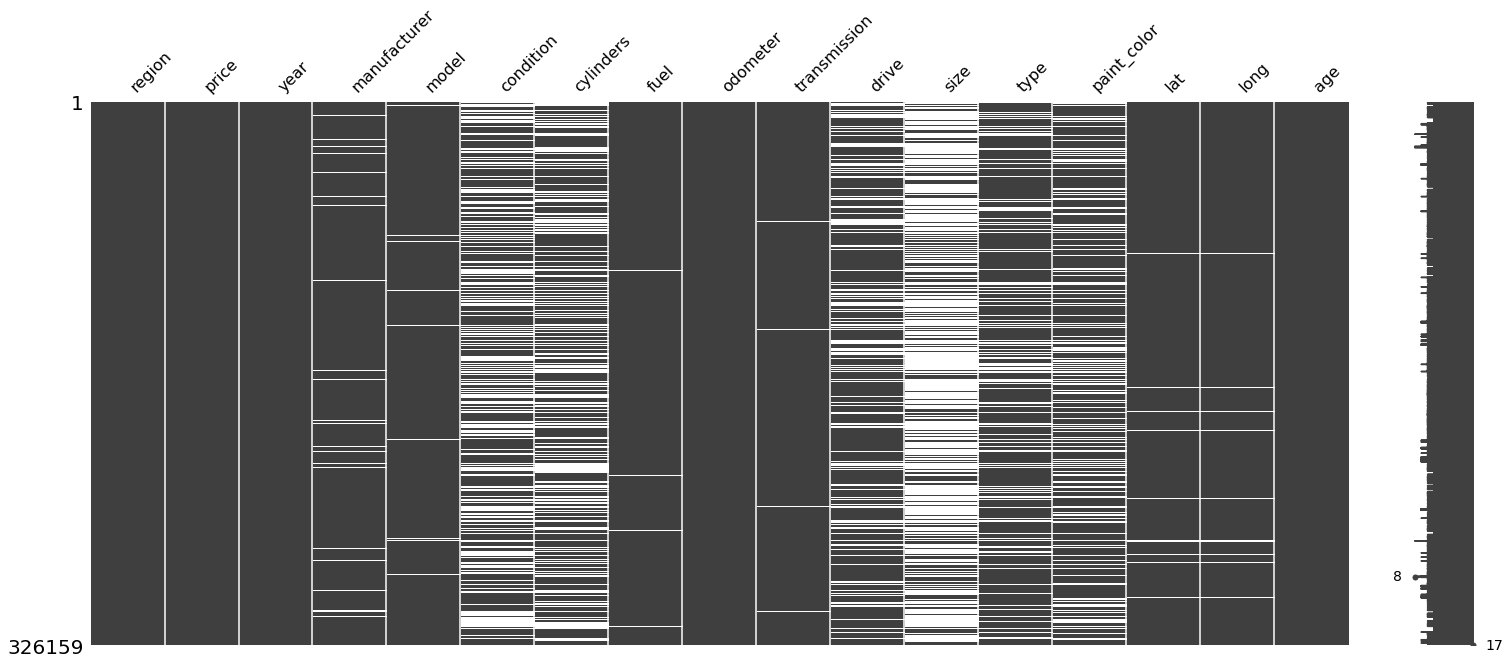 region price year manufacturer model condition cylinders fuel odometer transmission drive size type paint_color lat long age
1
8
326159
17